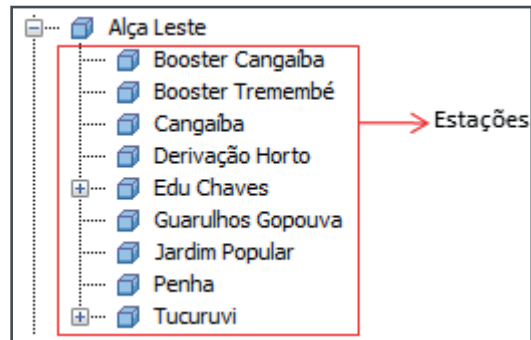 Alça Leste
Booster Cangaíba
Booster Tremembé
Cangaíba
Estações
Derivação Horto
Edu Chaves
Guarulhos Gopouva
Jardim Popular
Penha
Tucuruvi